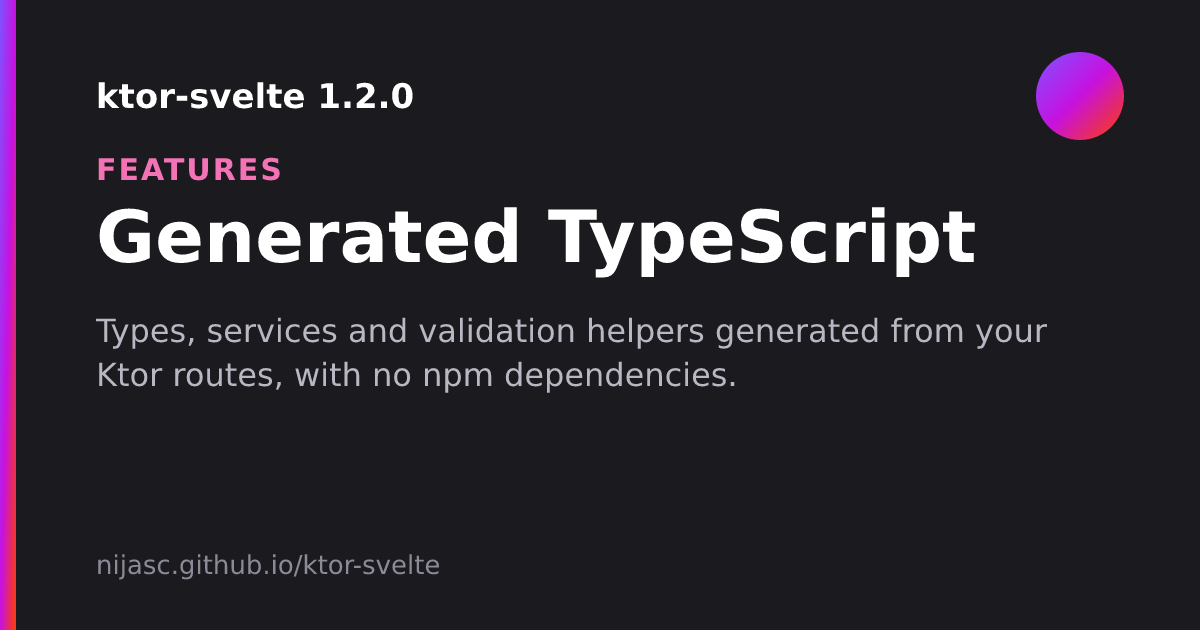 ktor-svelte 1.2.0
FEATURES
Generated TypeScript
Types, services and validation helpers generated from your
Ktor routes, with no npm dependencies.
nijasc.github.io/ktor-svelte